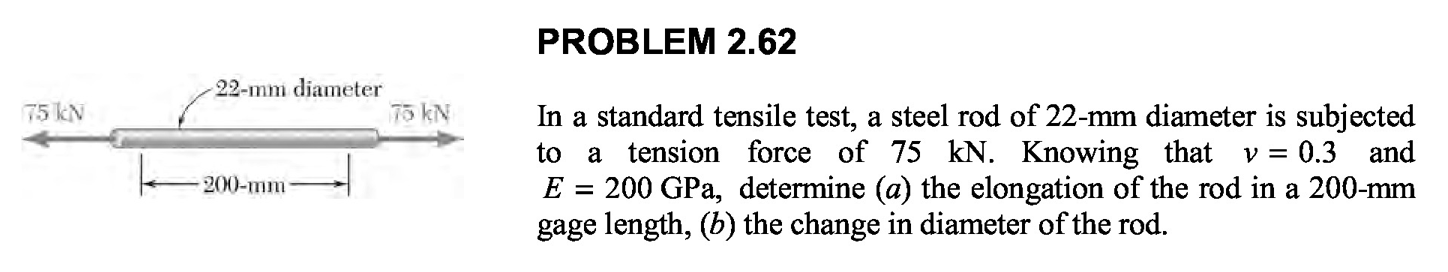 PROBLEM 2.62
22-mm diameter
75 kN
75 kN
200-mm
In a standard tensile test, a steel rod of 22-mm diameter is subjected
to a tension force of 75 kN. Knowing that ν = 0.3 and
E = 200 GPa, determine (a) the elongation of the rod in a 200-mm
gage length, (b) the change in diameter of the rod.